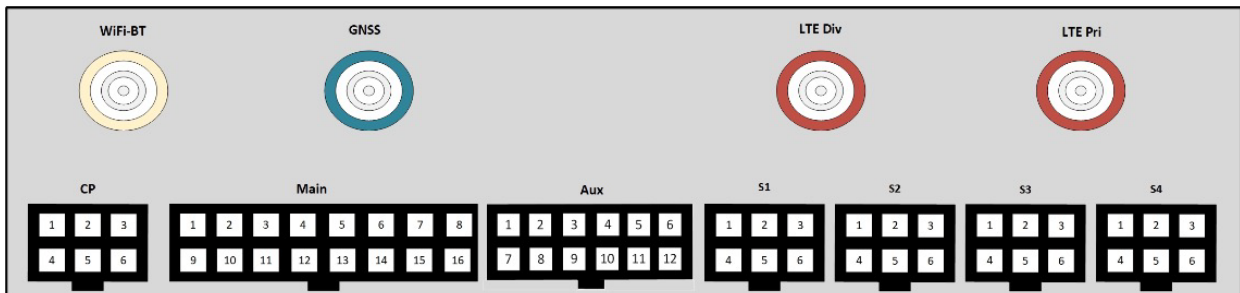 WiFi-BT GNSS LTE Div LTE Pri
CP Main Aux S1 S2 S3 S4
1 2 3 1 2 3 4 5 6 7 8 1 2 3 4 5 6 1 2 3 1 2 3 1 2 3 1 2 3
4 5 6 9 10 11 12 13 14 15 16 7 8 9 10 11 12 4 5 6 4 5 6 4 5 6 4 5 6